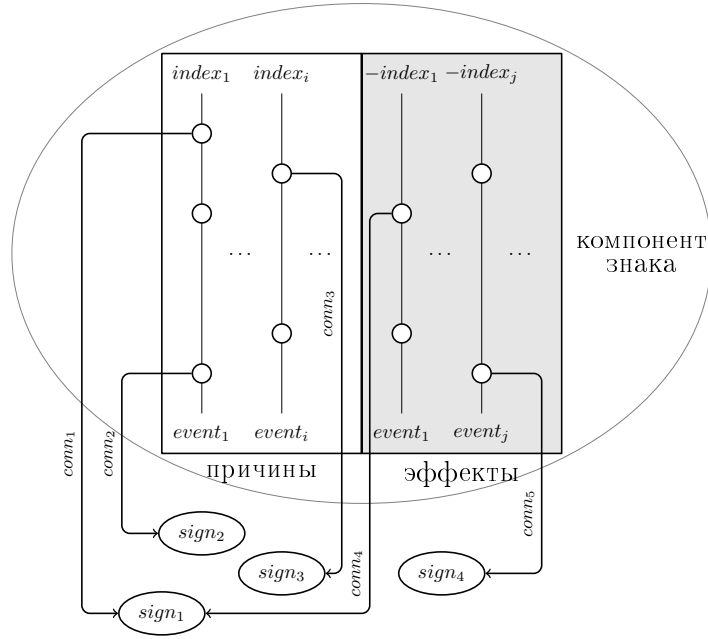 index₁ index_i −index₁ −index_j
... ... ... ...
компонент
знака
conn₃
event₁ event_i event₁ event_j
conn₁
conn₂
причины эффекты
conn₅
sign₂
conn₄
sign₃ sign₄
sign₁